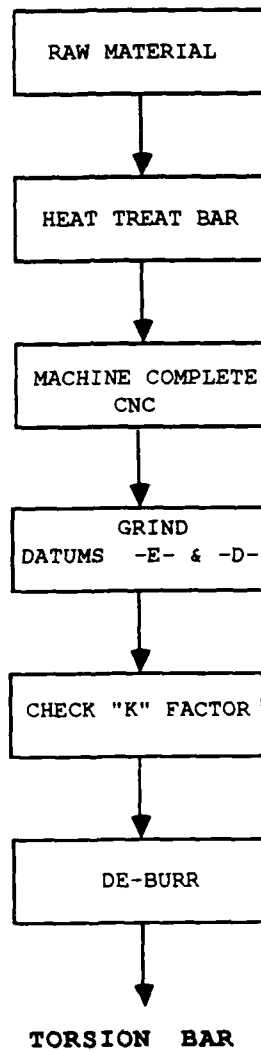 RAW MATERIAL
HEAT TREAT BAR
MACHINE COMPLETE
CNC
GRIND
DATUMS -E- & -D-
CHECK "K" FACTOR
DE-BURR
TORSION BAR